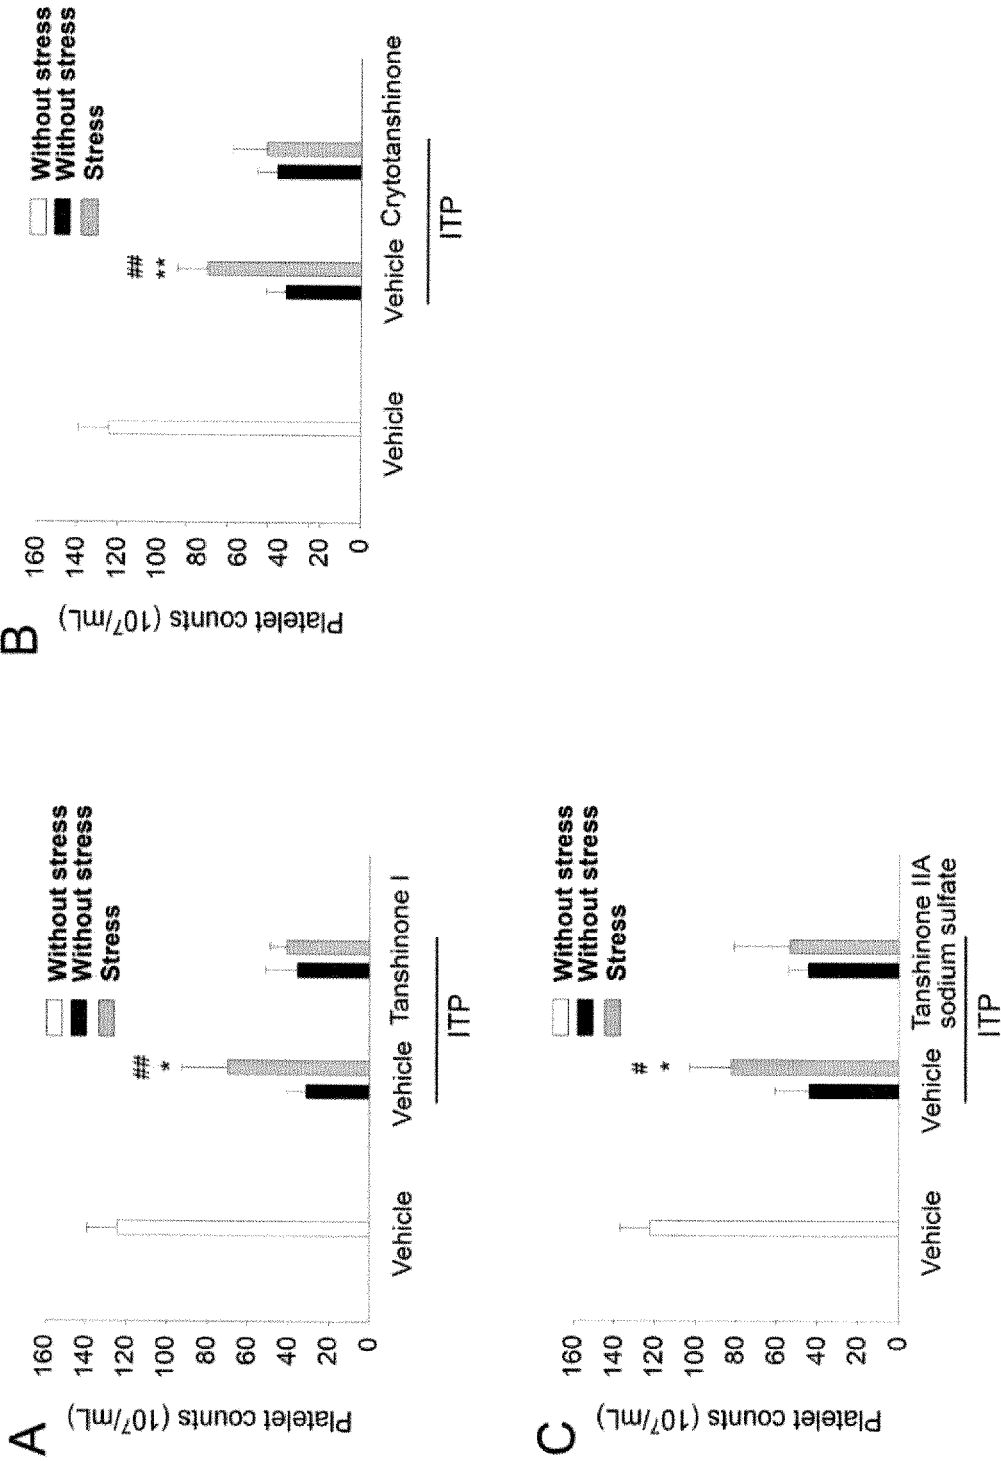 A
Platelet counts (10⁷/mL)
160
140
120
100
80
60
40
20
0
Without stress
Without stress
Stress
##
*
Vehicle
Vehicle
Tanshinone I
ITP
B
Platelet counts (10⁷/mL)
160
140
120
100
80
60
40
20
0
Without stress
Without stress
Stress
##
**
Vehicle
Vehicle
Crytotanshinone
ITP
C
Platelet counts (10⁷/mL)
160
140
120
100
80
60
40
20
0
Without stress
Without stress
Stress
#
*
Vehicle
Vehicle
Tanshinone IIA
sodium sulfate
ITP